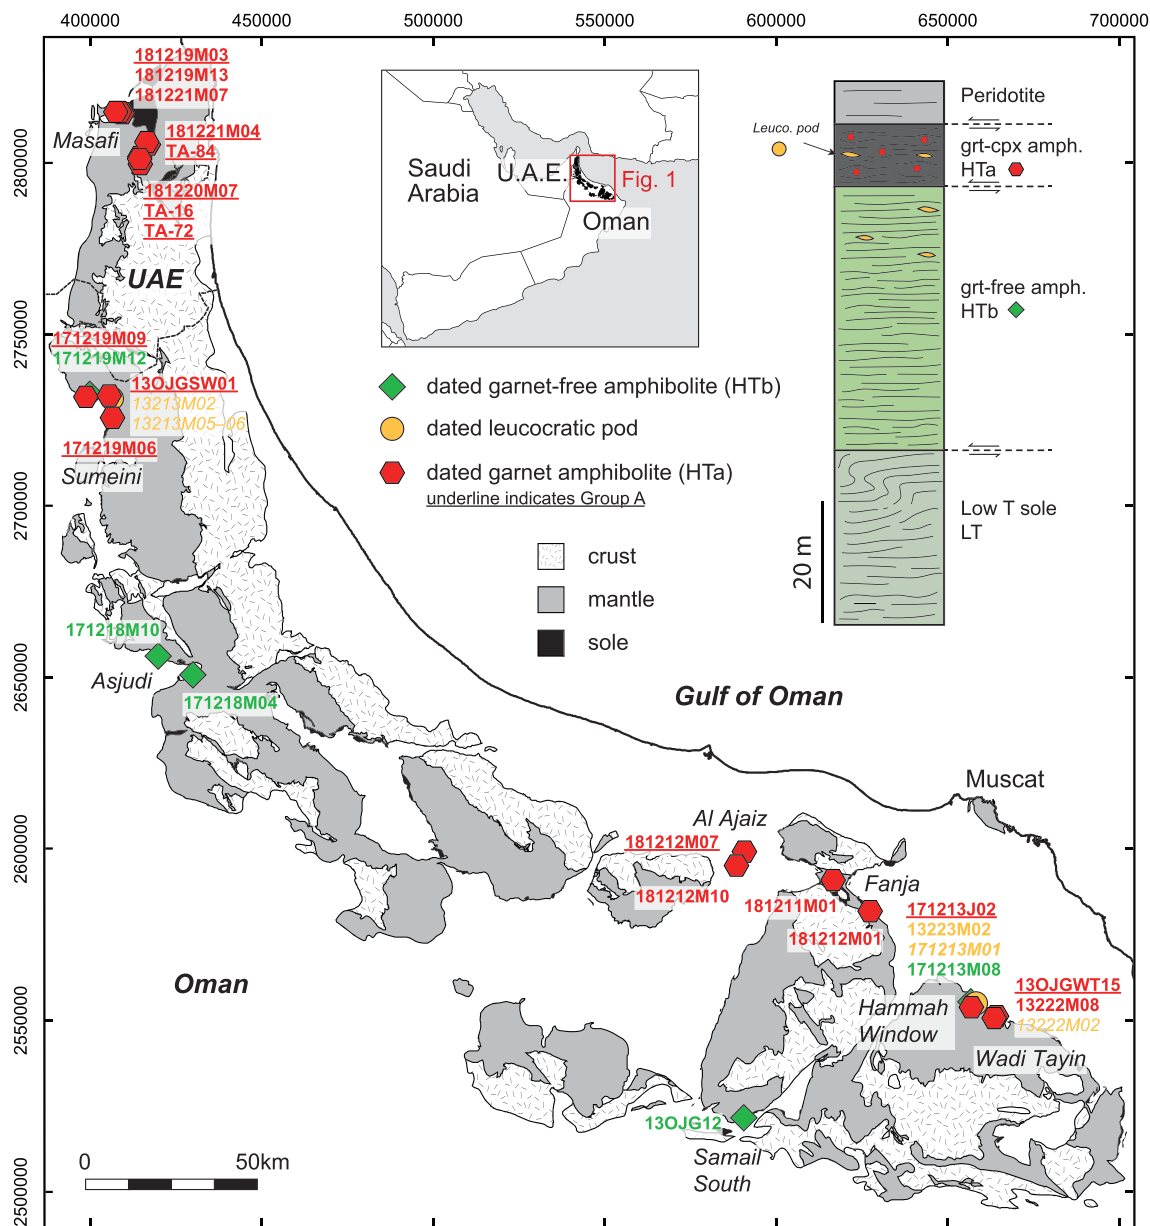 400000
450000
500000
550000
600000
650000
700000
2800000
2750000
2700000
2650000
2600000
2550000
2500000
181219M03
181219M13
181221M07
Masafi
181221M04
TA-84
181220M07
TA-16
TA-72
UAE
171219M09
171219M12
13OJGSW01
13213M02
13213M05–06
171219M06
Sumeini
171218M10
Asjudi
171218M04
Saudi
Arabia
U.A.E.
Fig. 1
Oman
dated garnet-free amphibolite (HTb)
dated leucocratic pod
dated garnet amphibolite (HTa)
underline indicates Group A
crust
mantle
sole
Peridotite
Leuco. pod
grt-cpx amph.
HTa
grt-free amph.
HTb
Low T sole
LT
20 m
Gulf of Oman
Muscat
Al Ajaiz
181212M07
181212M10
Fanja
181211M01
181212M01
171213J02
13223M02
171213M01
171213M08
13OJGWT15
13222M08
13222M02
Hammah
Window
Wadi Tayin
Oman
13OJG12
Samail
South
0
50km